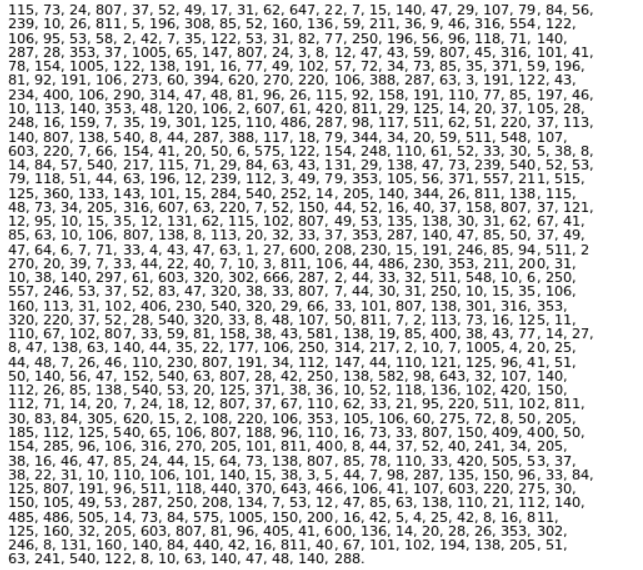 115, 73, 24, 807, 37, 52, 49, 17, 31, 62, 647, 22, 7, 15, 140, 47, 29, 107, 79, 84, 56,
239, 10, 26, 811, 5, 196, 308, 85, 52, 160, 136, 59, 211, 36, 9, 46, 316, 554, 122,
106, 95, 53, 58, 2, 42, 7, 35, 122, 53, 31, 82, 77, 250, 196, 56, 96, 118, 71, 140,
287, 28, 353, 37, 1005, 65, 147, 807, 24, 3, 8, 12, 47, 43, 59, 807, 45, 316, 101, 41,
78, 154, 1005, 122, 138, 191, 16, 77, 49, 102, 57, 72, 34, 73, 85, 35, 371, 59, 196,
81, 92, 191, 106, 273, 60, 394, 620, 270, 220, 106, 388, 287, 63, 3, 191, 122, 43,
234, 400, 106, 290, 314, 47, 48, 81, 96, 26, 115, 92, 158, 191, 110, 77, 85, 197, 46,
10, 113, 140, 353, 48, 120, 106, 2, 607, 61, 420, 811, 29, 125, 14, 20, 37, 105, 28,
248, 16, 159, 7, 35, 19, 301, 125, 110, 486, 287, 98, 117, 511, 62, 51, 220, 37, 113,
140, 807, 138, 540, 8, 44, 287, 388, 117, 18, 79, 344, 34, 20, 59, 511, 548, 107,
603, 220, 7, 66, 154, 41, 20, 50, 6, 575, 122, 154, 248, 110, 61, 52, 33, 30, 5, 38, 8,
14, 84, 57, 540, 217, 115, 71, 29, 84, 63, 43, 131, 29, 138, 47, 73, 239, 540, 52, 53,
79, 118, 51, 44, 63, 196, 12, 239, 112, 3, 49, 79, 353, 105, 56, 371, 557, 211, 515,
125, 360, 133, 143, 101, 15, 284, 540, 252, 14, 205, 140, 344, 26, 811, 138, 115,
48, 73, 34, 205, 316, 607, 63, 220, 7, 52, 150, 44, 52, 16, 40, 37, 158, 807, 37, 121,
12, 95, 10, 15, 35, 12, 131, 62, 115, 102, 807, 49, 53, 135, 138, 30, 31, 62, 67, 41,
85, 63, 10, 106, 807, 138, 8, 113, 20, 32, 33, 37, 353, 287, 140, 47, 85, 50, 37, 49,
47, 64, 6, 7, 71, 33, 4, 43, 47, 63, 1, 27, 600, 208, 230, 15, 191, 246, 85, 94, 511, 2
270, 20, 39, 7, 33, 44, 22, 40, 7, 10, 3, 811, 106, 44, 486, 230, 353, 211, 200, 31,
10, 38, 140, 297, 61, 603, 320, 302, 666, 287, 2, 44, 33, 32, 511, 548, 10, 6, 250,
557, 246, 53, 37, 52, 83, 47, 320, 38, 33, 807, 7, 44, 30, 31, 250, 10, 15, 35, 106,
160, 113, 31, 102, 406, 230, 540, 320, 29, 66, 33, 101, 807, 138, 301, 316, 353,
320, 220, 37, 52, 28, 540, 320, 33, 8, 48, 107, 50, 811, 7, 2, 113, 73, 16, 125, 11,
110, 67, 102, 807, 33, 59, 81, 158, 38, 43, 581, 138, 19, 85, 400, 38, 43, 77, 14, 27,
8, 47, 138, 63, 140, 44, 35, 22, 177, 106, 250, 314, 217, 2, 10, 7, 1005, 4, 20, 25,
44, 48, 7, 26, 46, 110, 230, 807, 191, 34, 112, 147, 44, 110, 121, 125, 96, 41, 51,
50, 140, 56, 47, 152, 540, 63, 807, 28, 42, 250, 138, 582, 98, 643, 32, 107, 140,
112, 26, 85, 138, 540, 53, 20, 125, 371, 38, 36, 10, 52, 118, 136, 102, 420, 150,
112, 71, 14, 20, 7, 24, 18, 12, 807, 37, 67, 110, 62, 33, 21, 95, 220, 511, 102, 811,
30, 83, 84, 305, 620, 15, 2, 108, 220, 106, 353, 105, 106, 60, 275, 72, 8, 50, 205,
185, 112, 125, 540, 65, 106, 807, 188, 96, 110, 16, 73, 33, 807, 150, 409, 400, 50,
154, 285, 96, 106, 316, 270, 205, 101, 811, 400, 8, 44, 37, 52, 40, 241, 34, 205,
38, 16, 46, 47, 85, 24, 44, 15, 64, 73, 138, 807, 85, 78, 110, 33, 420, 505, 53, 37,
38, 22, 31, 10, 110, 106, 101, 140, 15, 38, 3, 5, 44, 7, 98, 287, 135, 150, 96, 33, 84,
125, 807, 191, 96, 511, 118, 440, 370, 643, 466, 106, 41, 107, 603, 220, 275, 30,
150, 105, 49, 53, 287, 250, 208, 134, 7, 53, 12, 47, 85, 63, 138, 110, 21, 112, 140,
485, 486, 505, 14, 73, 84, 575, 1005, 150, 200, 16, 42, 5, 4, 25, 42, 8, 16, 811,
125, 160, 32, 205, 603, 807, 81, 96, 405, 41, 600, 136, 14, 20, 28, 26, 353, 302,
246, 8, 131, 160, 140, 84, 440, 42, 16, 811, 40, 67, 101, 102, 194, 138, 205, 51,
63, 241, 540, 122, 8, 10, 63, 140, 47, 48, 140, 288.